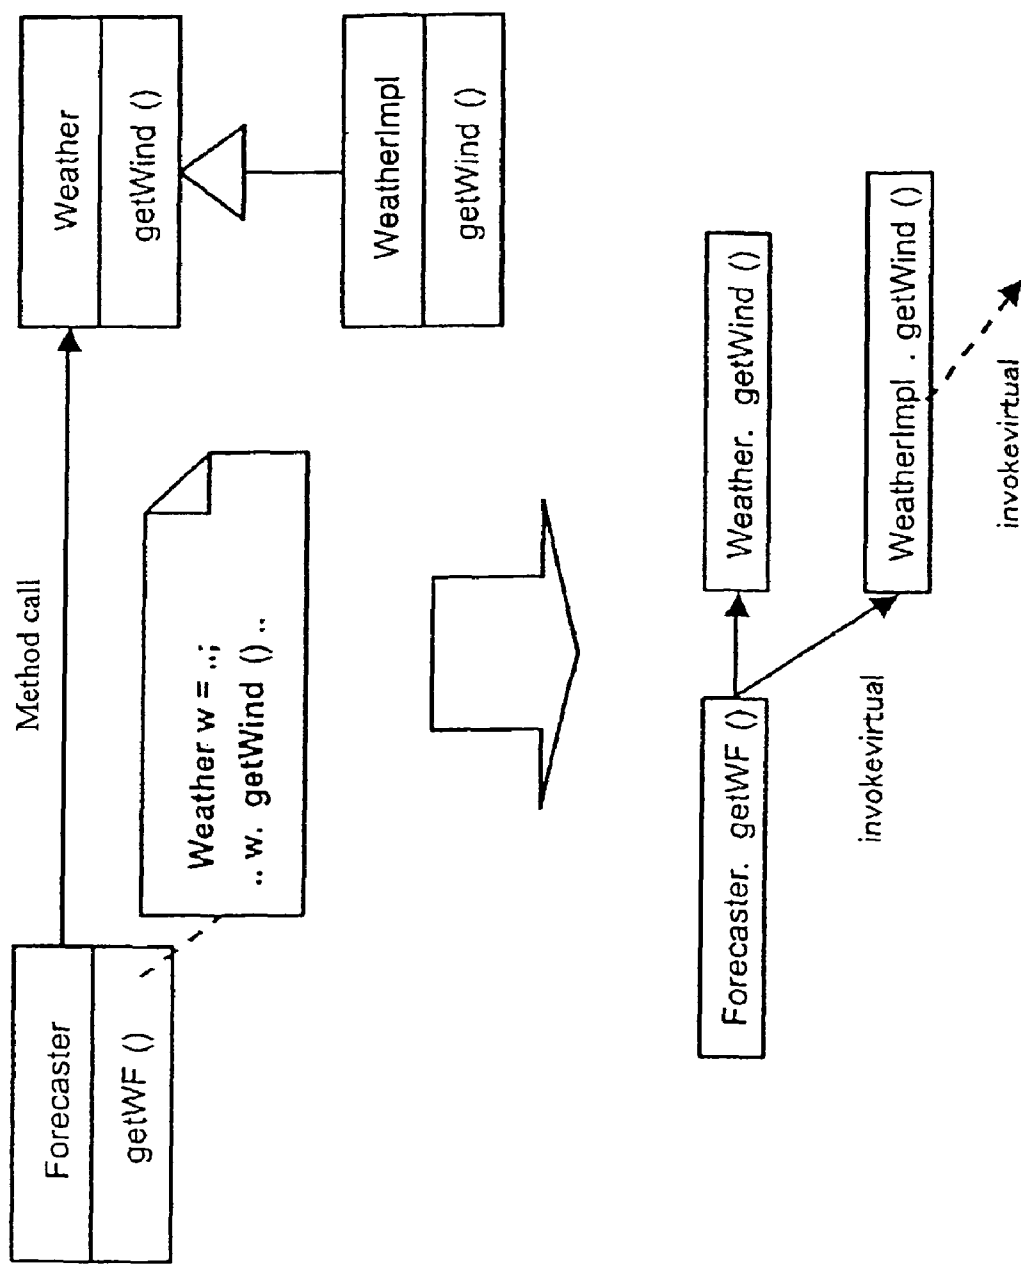 Method call
Forecaster
getWF ()
Weather
getWind ()
Weather w = ..;
.. w. getWind () ..
WeatherImpl
getWind ()
Forecaster. getWF ()
Weather. getWind ()
invokevirtual
WeatherImpl . getWind ()
invokevirtual